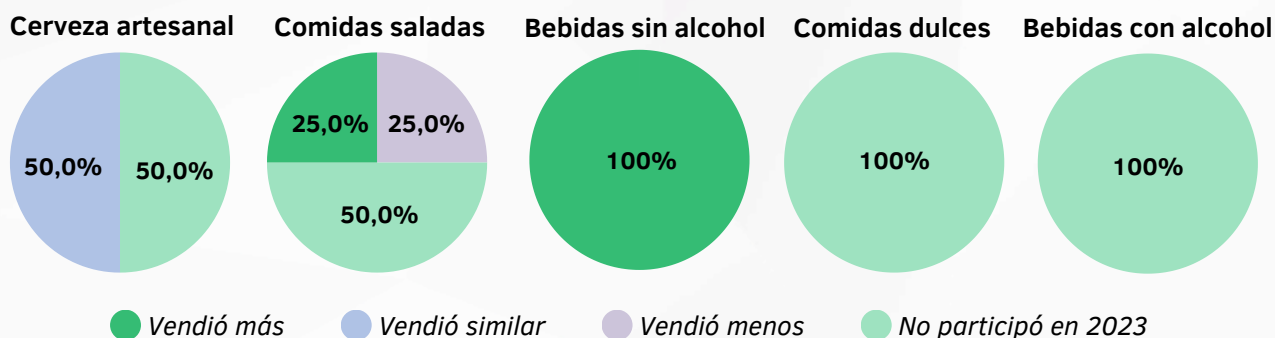 Cerveza artesanal
Comidas saladas
Bebidas sin alcohol
Comidas dulces
Bebidas con alcohol
50,0%
50,0%
25,0%
25,0%
50,0%
100%
100%
100%
Vendió más
Vendió similar
Vendió menos
No participó en 2023